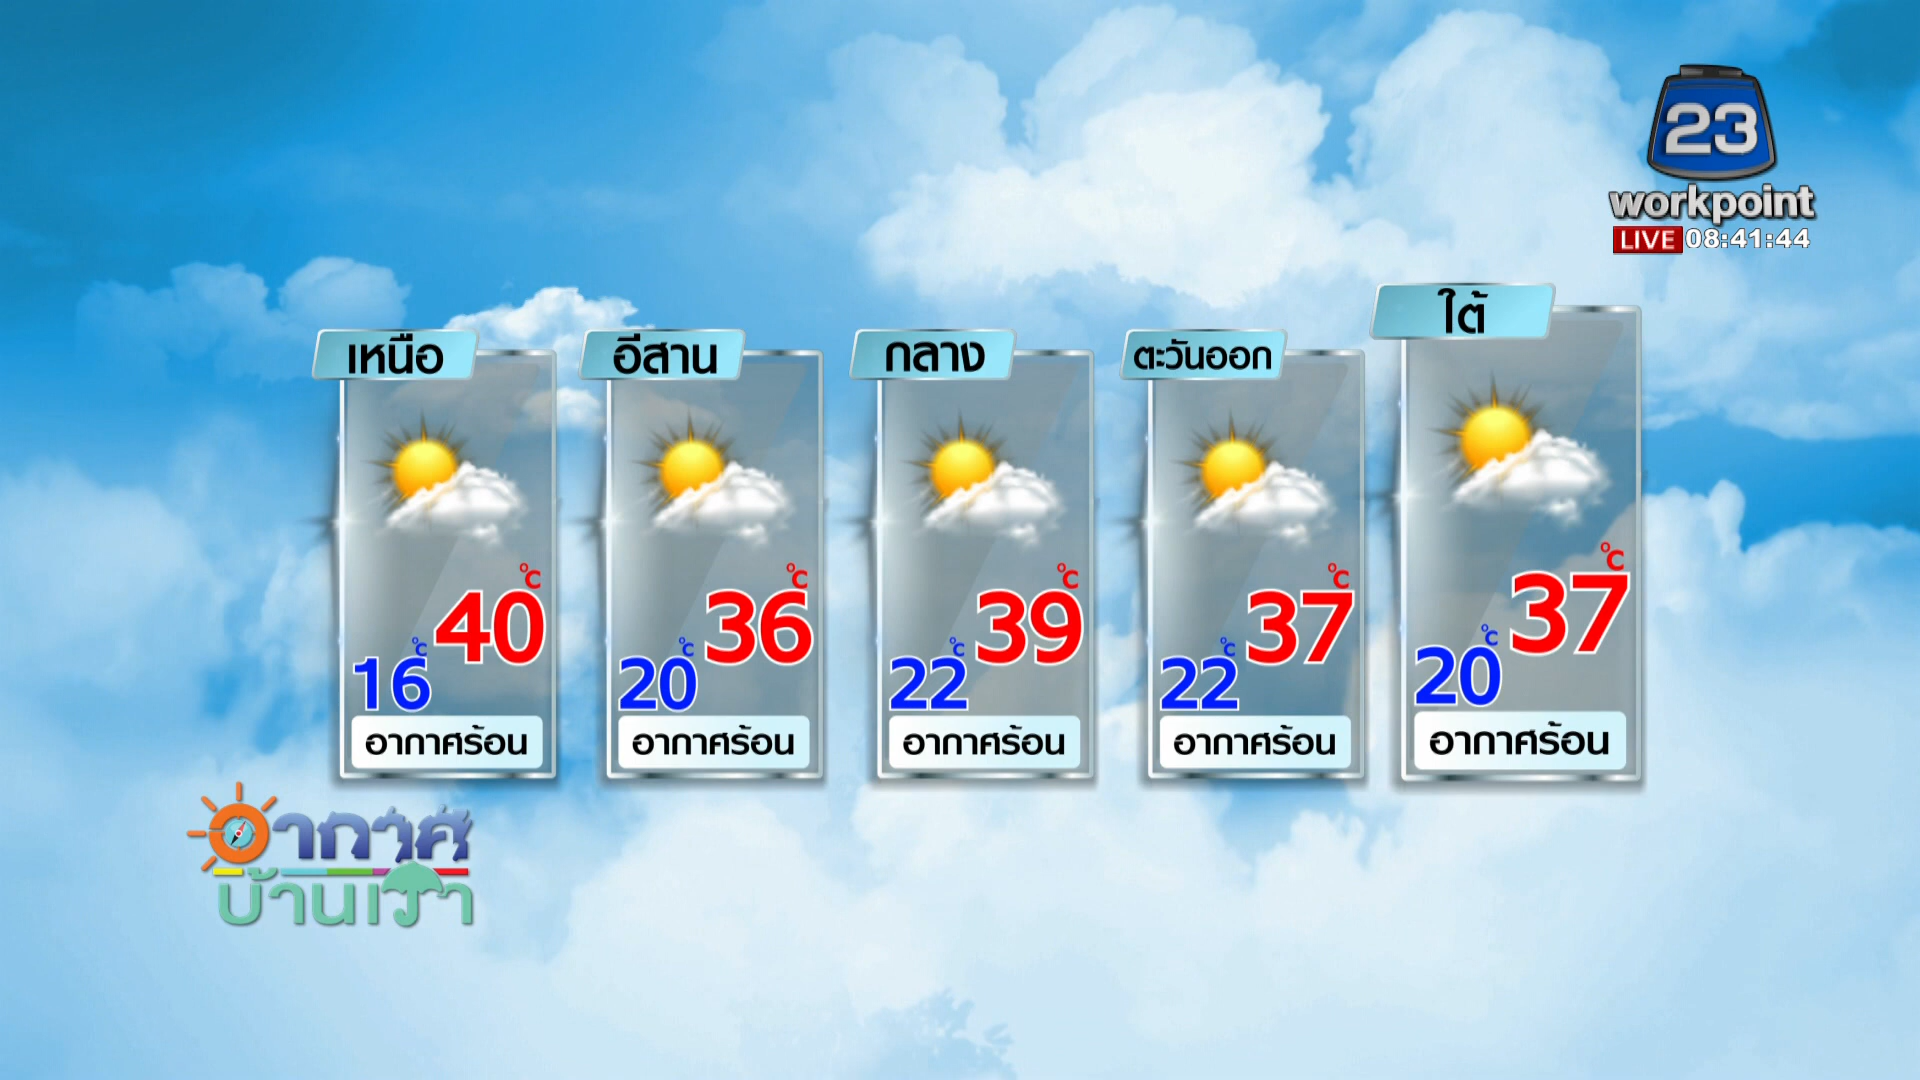 23
workpoint
LIVE 08:41:44
เหนือ
40°C
16°C
อากาศร้อน
อีสาน
36°C
20°C
อากาศร้อน
กลาง
39°C
22°C
อากาศร้อน
ตะวันออก
37°C
22°C
อากาศร้อน
ใต้
37°C
20°C
อากาศร้อน
อากาศ
บ้านเรา